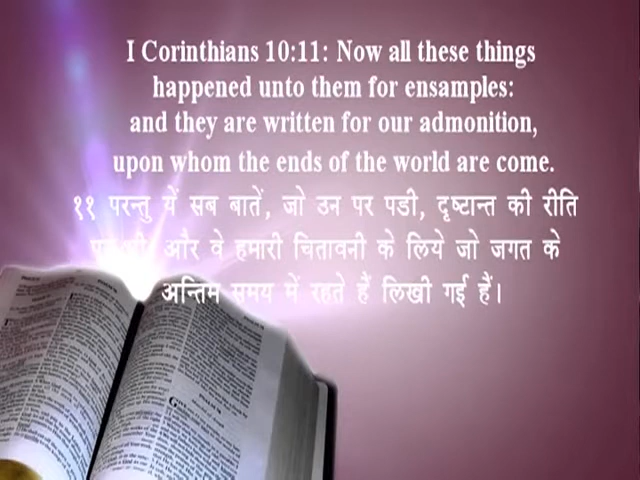 I Corinthians 10:11: Now all these things
happened unto them for ensamples:
and they are written for our admonition,
upon whom the ends of the world are come.
११ परन्तु यें सब बातें, जो उन पर पडी, दृष्टान्त की रीति
और वे हमारी चितावनी के लिये जो जगत के
अन्तिम समय में रहते हैं लिखी गई हैं।